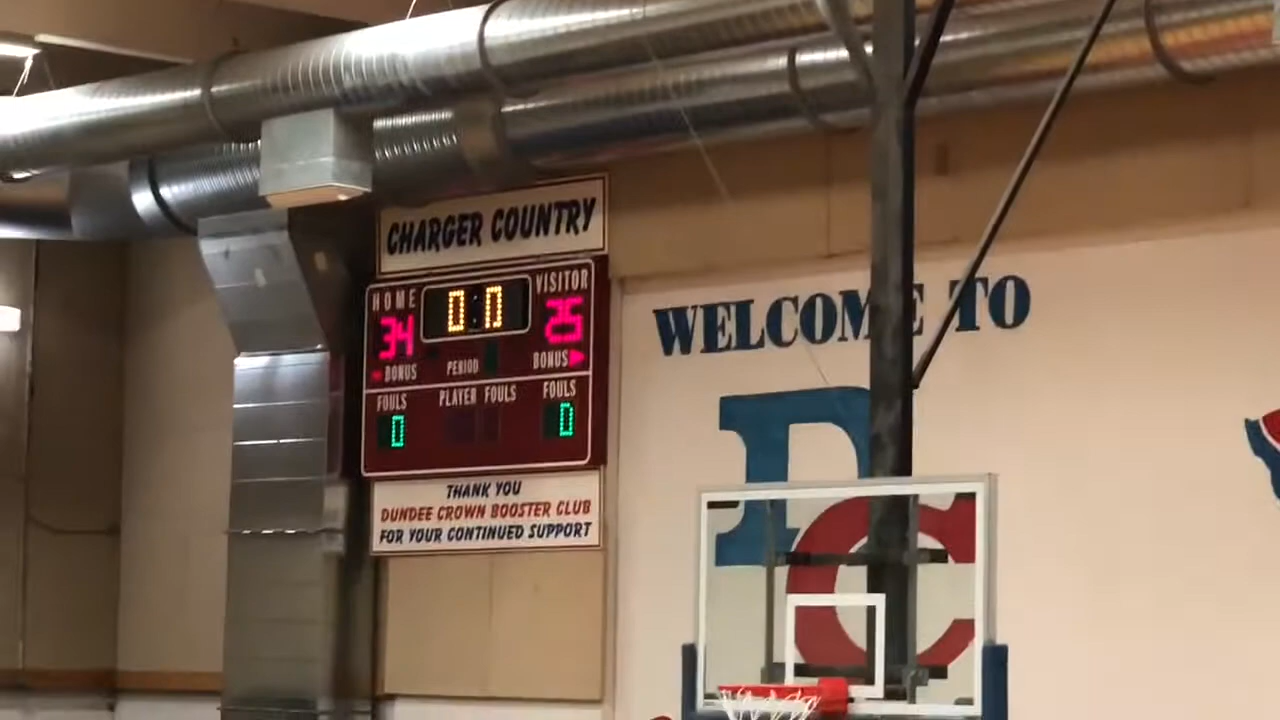 CHARGER COUNTRY
HOME
VISITOR
0:0
34
25
BONUS
PERIOD
BONUS
FOULS
PLAYER FOULS
FOULS
0
0
THANK YOU
DUNDEE CROWN BOOSTER CLUB
FOR YOUR CONTINUED SUPPORT
WELCOME TO
DC